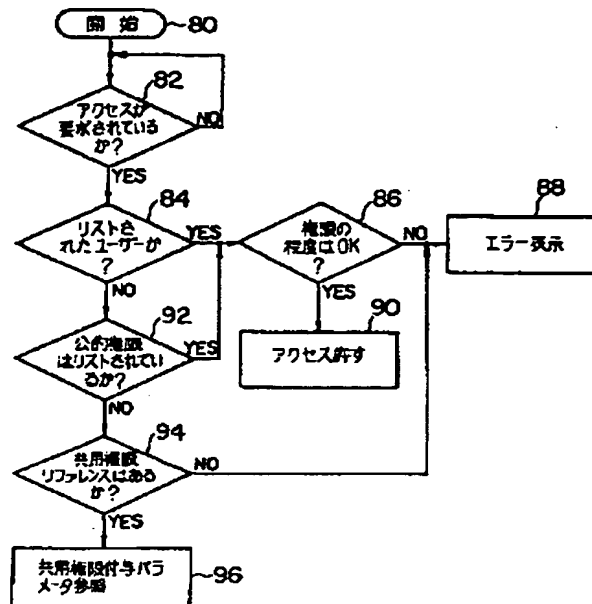 開始
80
82
アクセスが
要求されている
か?
NO
YES
84
リストさ
れたユーザーか
?
YES
NO
86
権限の
程度はOK
?
NO
YES
88
エラー表示
90
アクセス許す
92
公的権限
はリストされてい
るか?
YES
NO
94
共用権限
リファレンスはある
か?
NO
YES
共用権限付与パラ
メータ参照
96